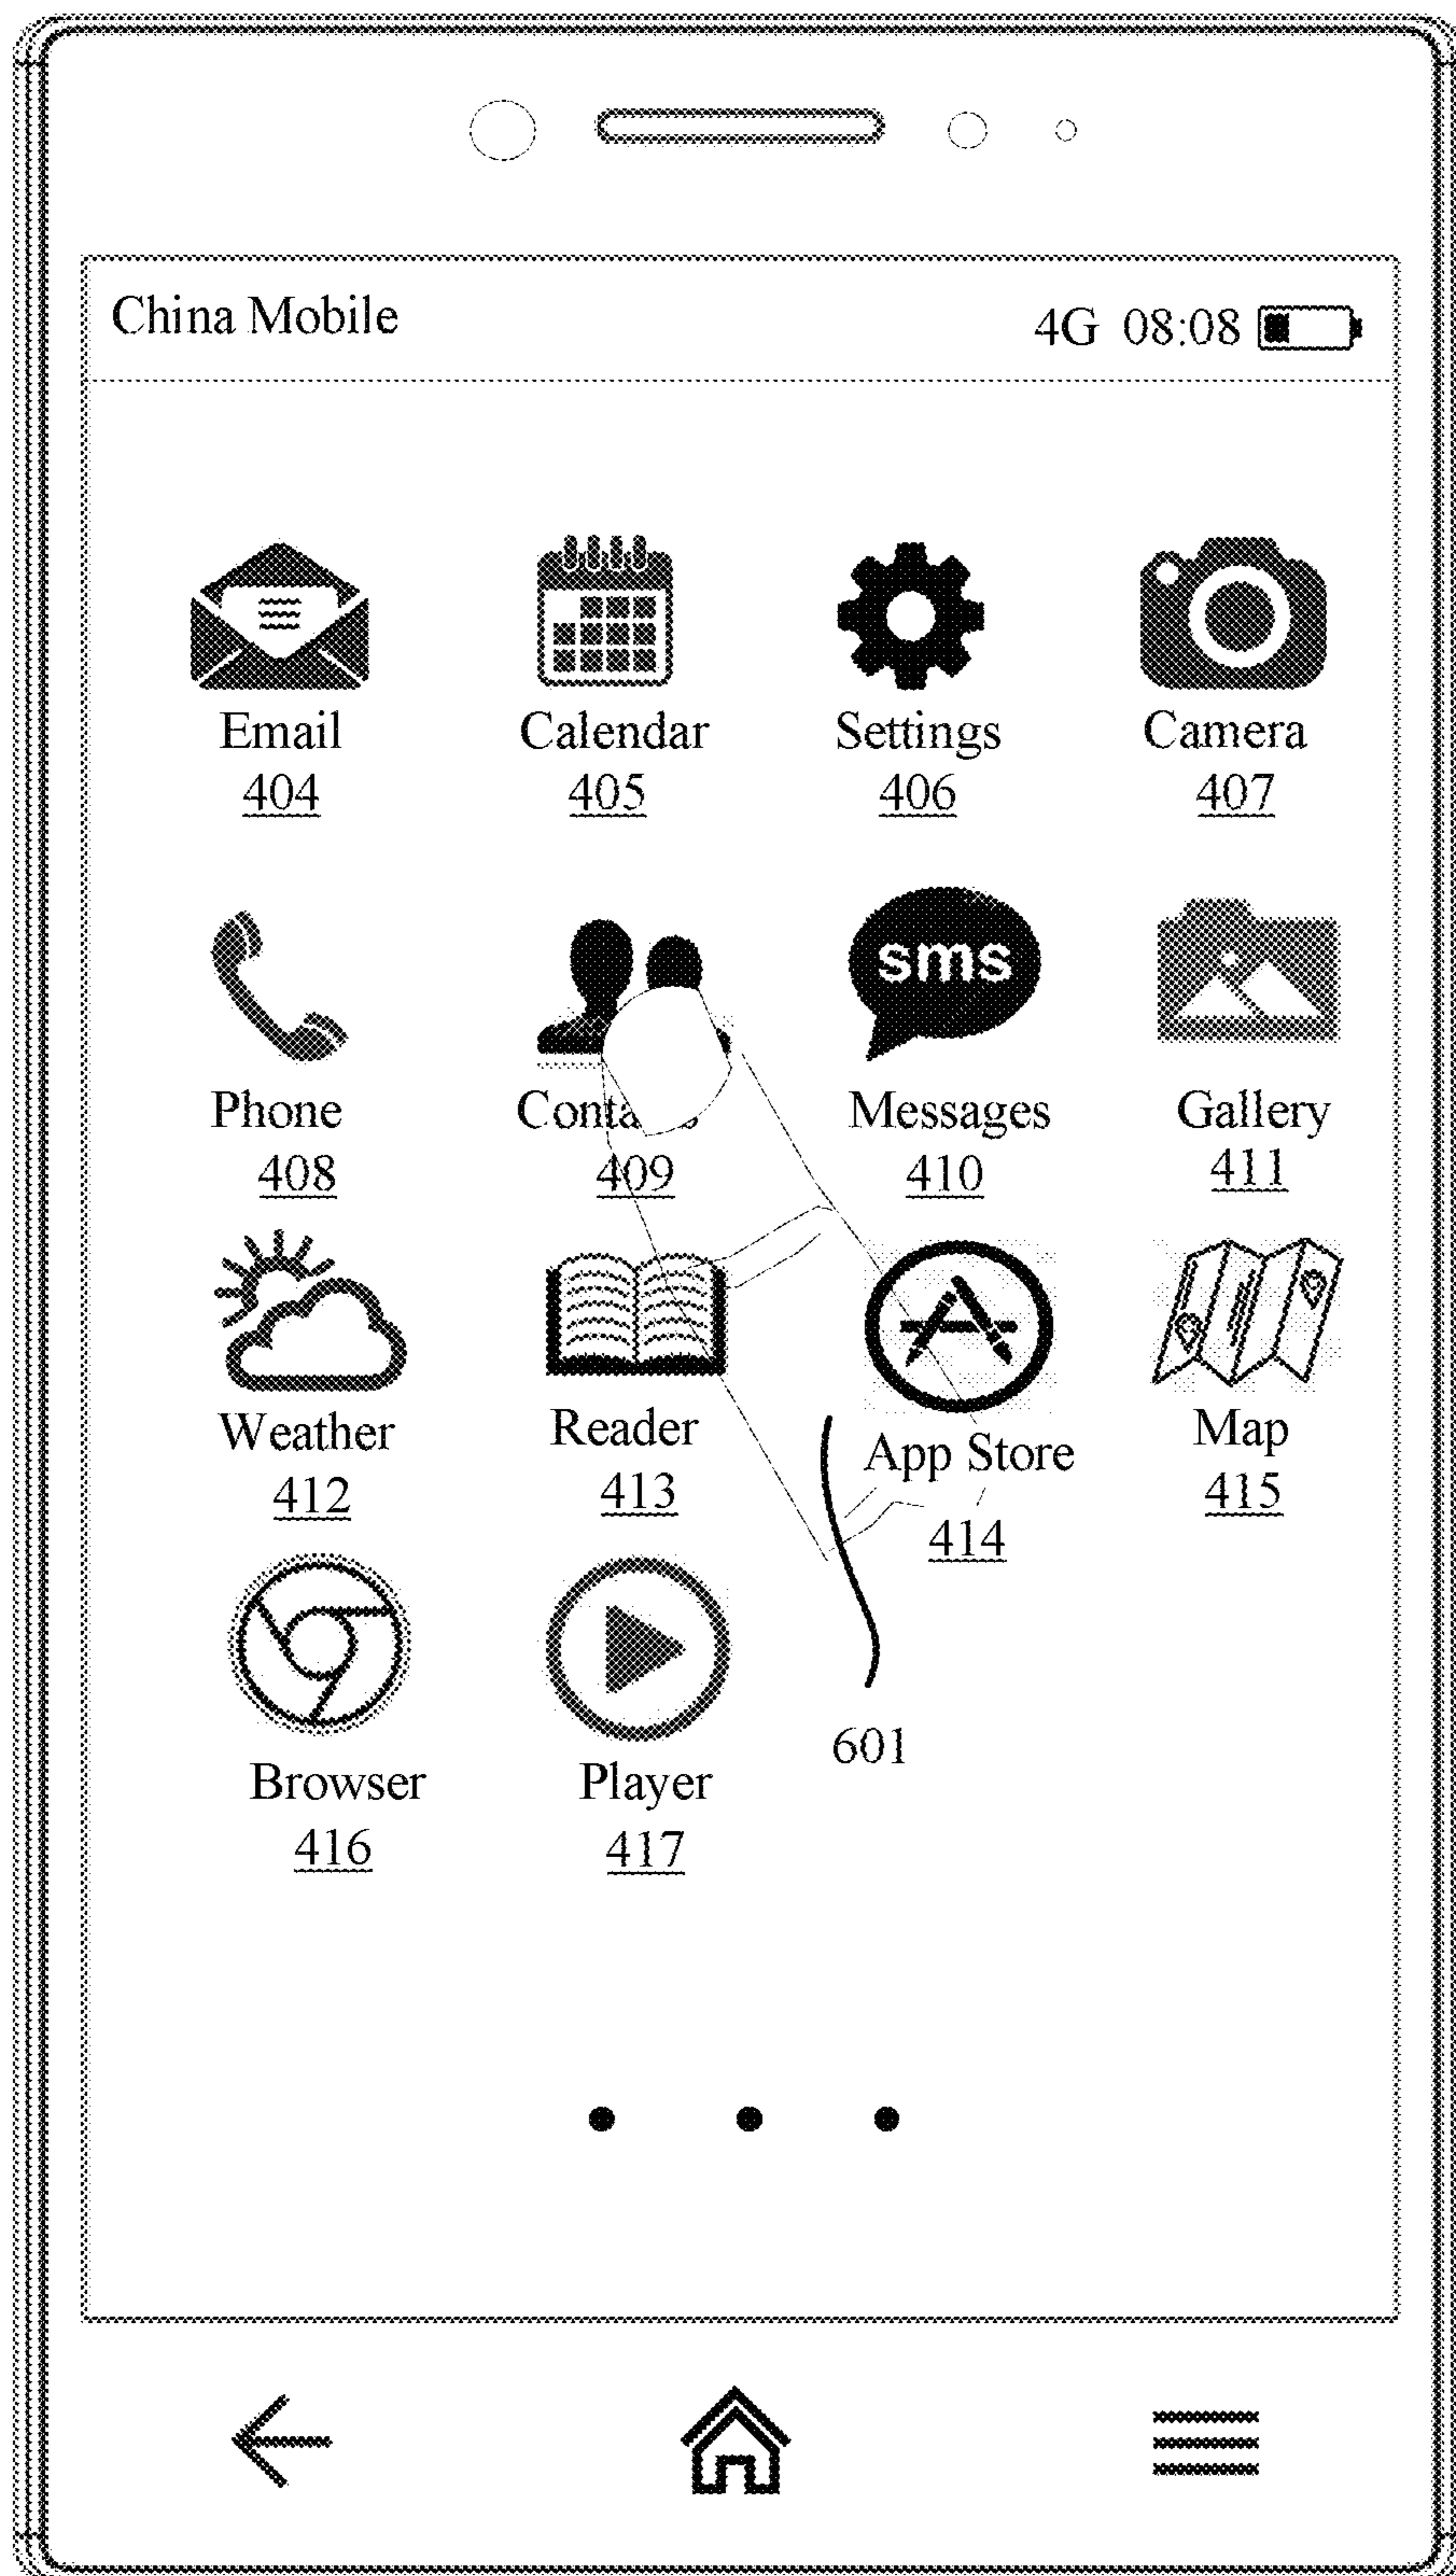 China Mobile 4G 08:08
Email Calendar Settings Camera
404 405 406 407
sms
Phone Messages Gallery
408 409 410 411
Weather Reader App Store Map
412 413 414 415
601
Browser Player
416 417